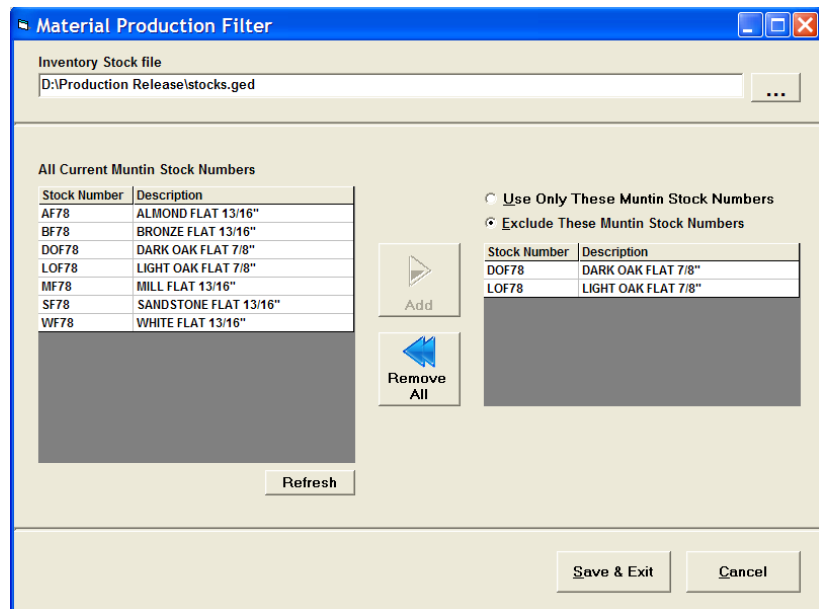 Material Production Filter
Inventory Stock file
D:\Production Release\stocks.ged
...
All Current Muntin Stock Numbers
Stock Number Description
AF78 ALMOND FLAT 13/16"
BF78 BRONZE FLAT 13/16"
DOF78 DARK OAK FLAT 7/8"
LOF78 LIGHT OAK FLAT 7/8"
MF78 MILL FLAT 13/16"
SF78 SANDSTONE FLAT 13/16"
WF78 WHITE FLAT 13/16"
Refresh
Add
Remove
All
Use Only These Muntin Stock Numbers
Exclude These Muntin Stock Numbers
Stock Number Description
DOF78 DARK OAK FLAT 7/8"
LOF78 LIGHT OAK FLAT 7/8"
Save & Exit
Cancel